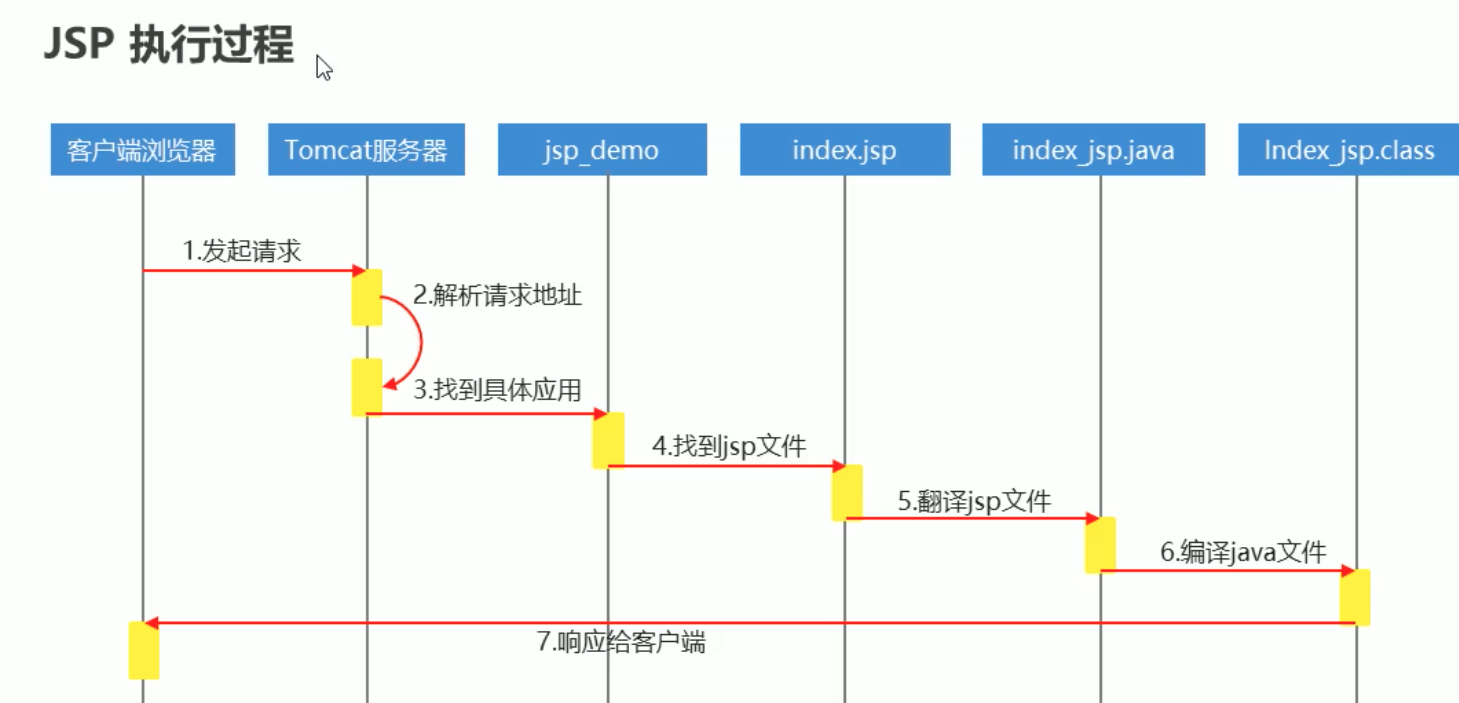 JSP 执行过程
客户端浏览器
Tomcat服务器
jsp_demo
index.jsp
index_jsp.java
Index_jsp.class
1.发起请求
2.解析请求地址
3.找到具体应用
4.找到jsp文件
5.翻译jsp文件
6.编译java文件
7.响应给客户端